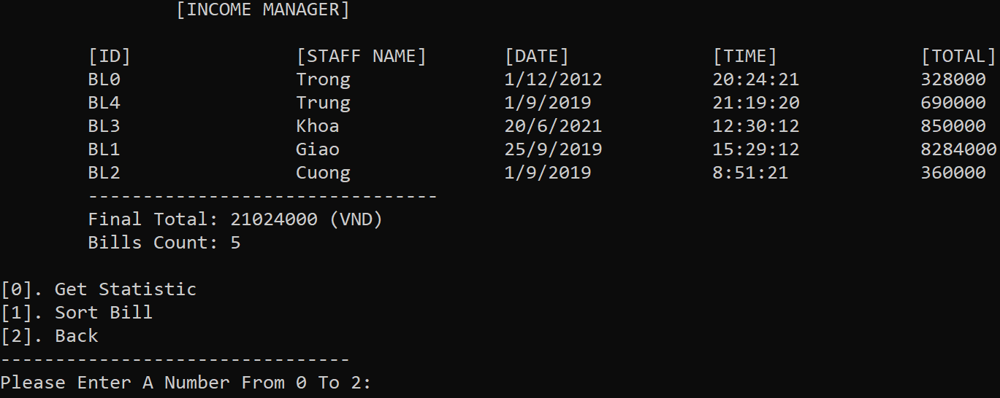 [INCOME MANAGER]
[ID] [STAFF NAME] [DATE] [TIME] [TOTAL]
BL0 Trong 1/12/2012 20:24:21 328000
BL4 Trung 1/9/2019 21:19:20 690000
BL3 Khoa 20/6/2021 12:30:12 850000
BL1 Giao 25/9/2019 15:29:12 8284000
BL2 Cuong 1/9/2019 8:51:21 360000
--------------------------------
Final Total: 21024000 (VND)
Bills Count: 5
[0]. Get Statistic
[1]. Sort Bill
[2]. Back
--------------------------------
Please Enter A Number From 0 To 2: